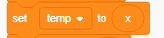 set temp to x